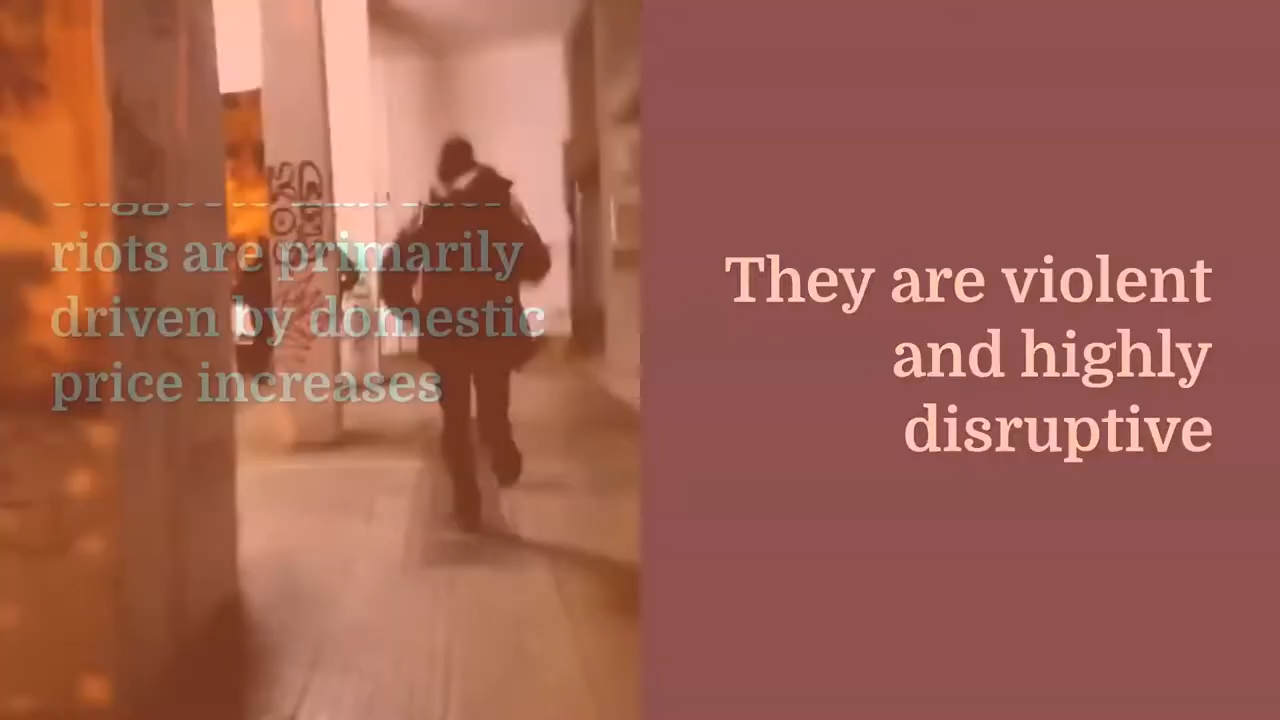 riots are primarily
driven by domestic
price increases
They are violent
and highly
disruptive